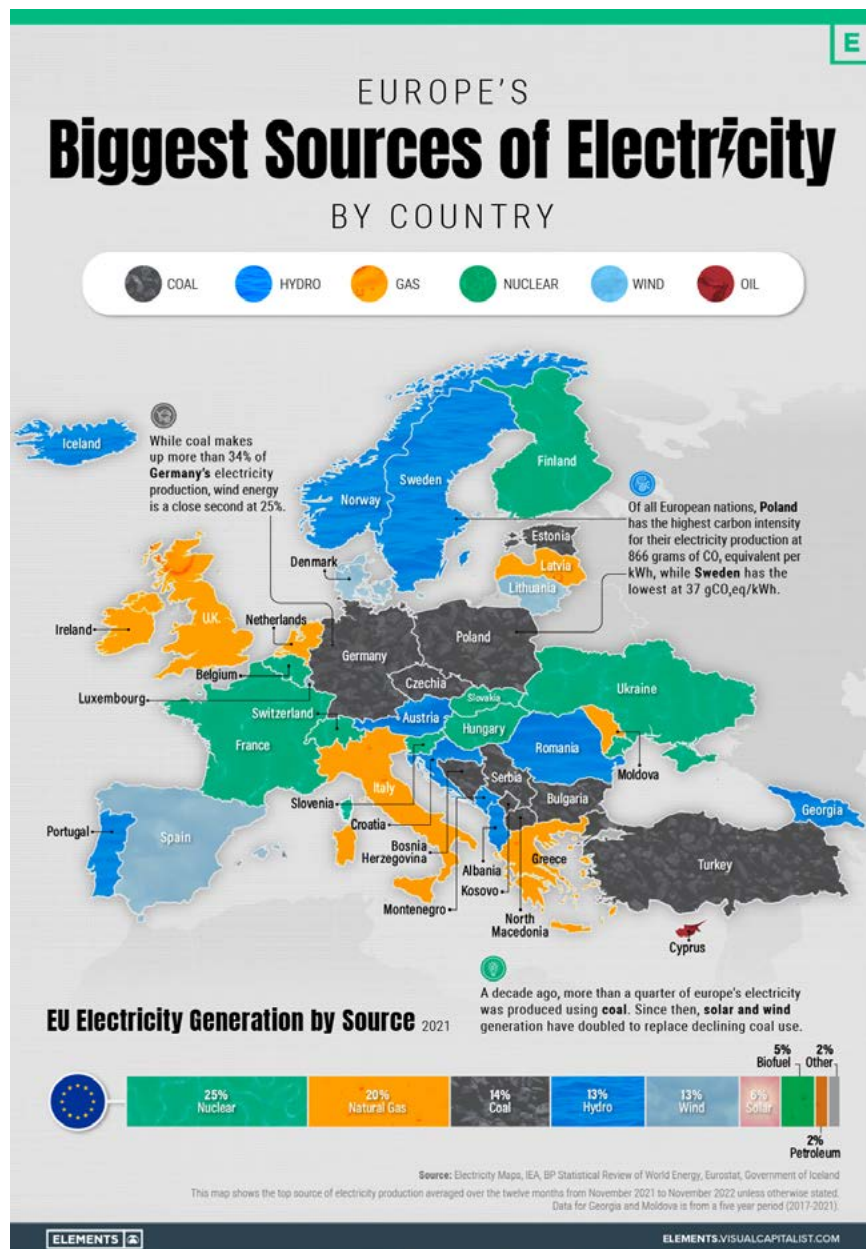 E
EUROPE'S
Biggest Sources of Electricity
BY COUNTRY
COAL
HYDRO
GAS
NUCLEAR
WIND
OIL
Iceland
While coal makes
up more than 34% of
Germany's electricity
production, wind energy
is a close second at 25%.
Norway
Sweden
Finland
Of all European nations, Poland
has the highest carbon intensity
for their electricity production at
866 grams of CO, equivalent per
kWh, while Sweden has the
lowest at 37 gCO,eq/kWh.
Estonia
Latvia
Lithuania
Denmark
Ireland
U.K.
Netherlands
Germany
Poland
Belgium
Luxembourg
Czechia
Slovakia
Ukraine
Switzerland
Austria
Hungary
France
Romania
Moldova
Italy
Slovenia
Serbia
Bulgaria
Georgia
Croatia
Portugal
Spain
Bosnia
Herzegovina
Albania
Kosovo
Greece
Turkey
Montenegro
North
Macedonia
Cyprus
A decade ago, more than a quarter of europe's electricity
was produced using coal. Since then, solar and wind
generation have doubled to replace declining coal use.
EU Electricity Generation by Source 2021
25%
Nuclear
20%
Natural Gas
14%
Coal
13%
Hydro
13%
Wind
6%
Solar
5%
Biofuel
2%
Other
2%
Petroleum
Source: Electricity Maps, IEA, BP Statistical Review of World Energy, Eurostat, Government of Iceland
This map shows the top source of electricity production averaged over the twelve months from November 2021 to November 2022 unless otherwise stated.
Data for Georgia and Moldova is from a five year period (2017-2021).
ELEMENTS
ELEMENTS.VISUALCAPITALIST.COM